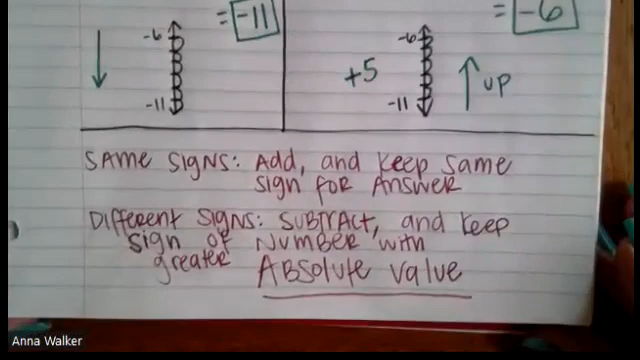 = -11
= -6
-6
-11
+5
-6
-11
up
SAME SIGNS: Add, and keep same
sign for Answer
Different signs: SUBTRACT, and keep
sign of Number with
greater Absolute value
Anna Walker